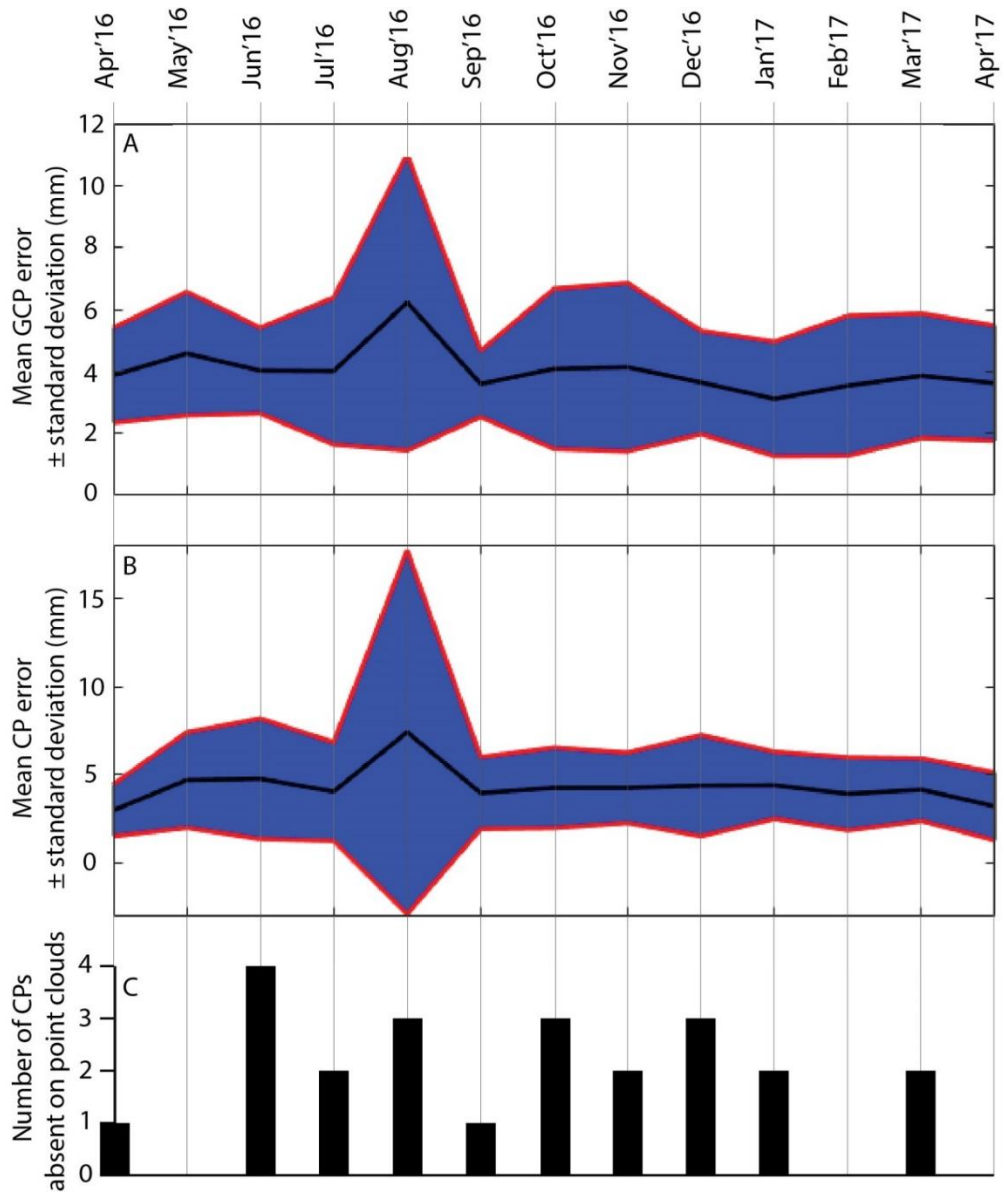 Apr'16
May'16
Jun'16
Jul'16
Aug'16
Sep'16
Oct'16
Nov'16
Dec'16
Jan'17
Feb'17
Mar'17
Apr'17
A
Mean GCP error
± standard deviation (mm)
12
10
8
6
4
2
0
B
Mean CP error
± standard deviation (mm)
15
10
5
0
C
Number of CPs
absent on point clouds
4
3
2
1
0